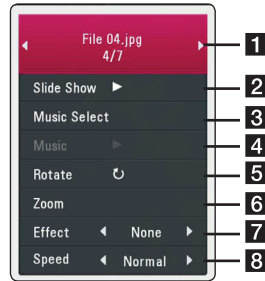 File 04.jpg 1
4/7
Slide Show 2
Music Select 3
Music 4
Rotate 5
Zoom 6
Effect None 7
Speed Normal 8